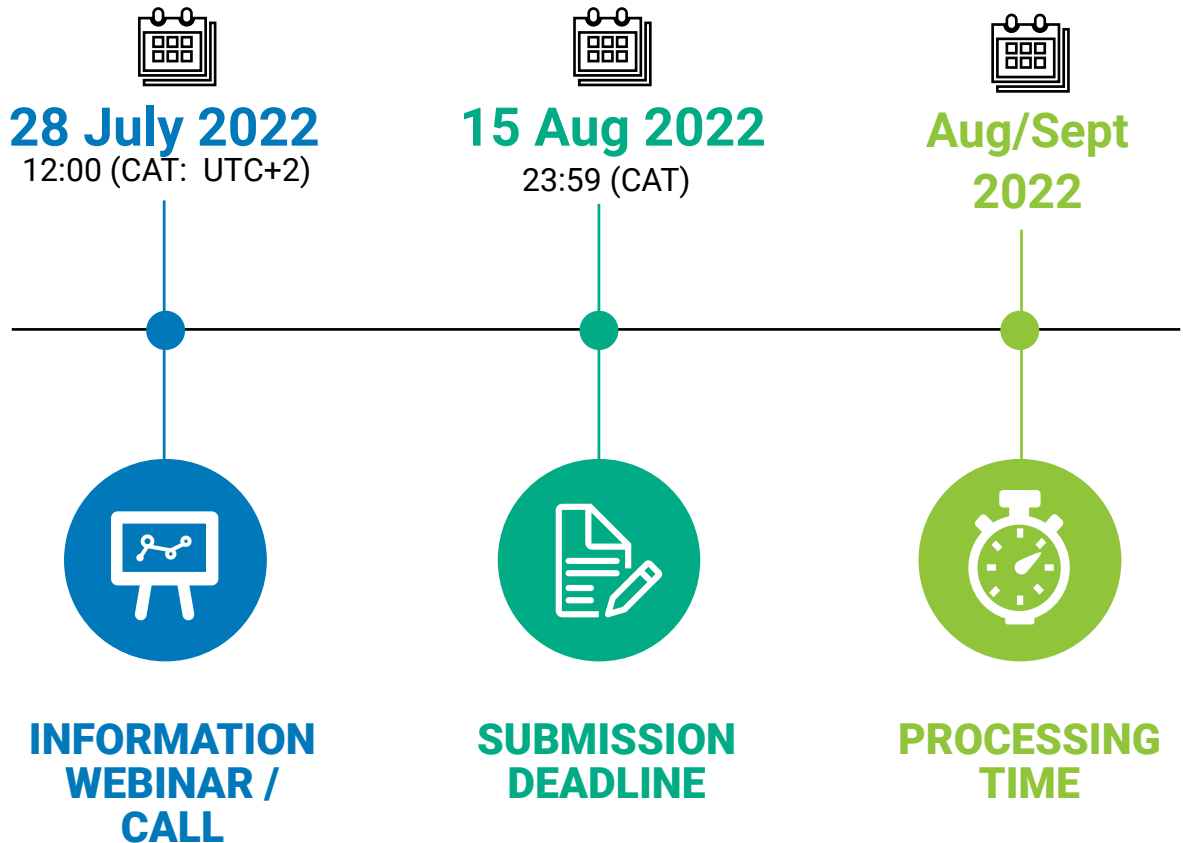 28 July 2022
12:00 (CAT: UTC+2)
15 Aug 2022
23:59 (CAT)
Aug/Sept
2022
INFORMATION
WEBINAR /
CALL
SUBMISSION
DEADLINE
PROCESSING
TIME